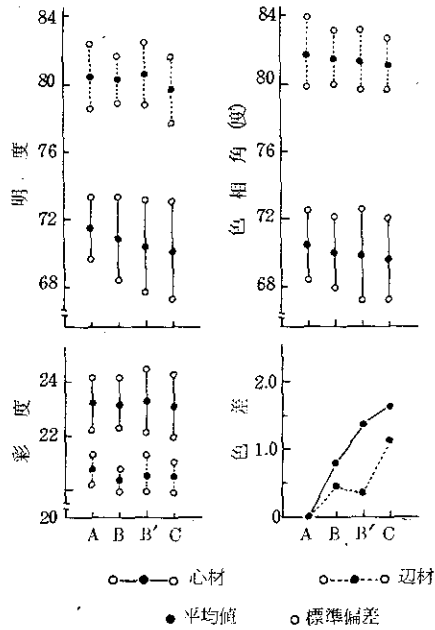 84
80
76
72
68
明度
84
80
76
72
68
色相角(度)
24
22
20
彩度
A B B′ C
2.0
1.0
0
色差
A B B′ C
○—●—○ 心材 ○---●---○ 辺材
● 平均値 ○ 標準偏差